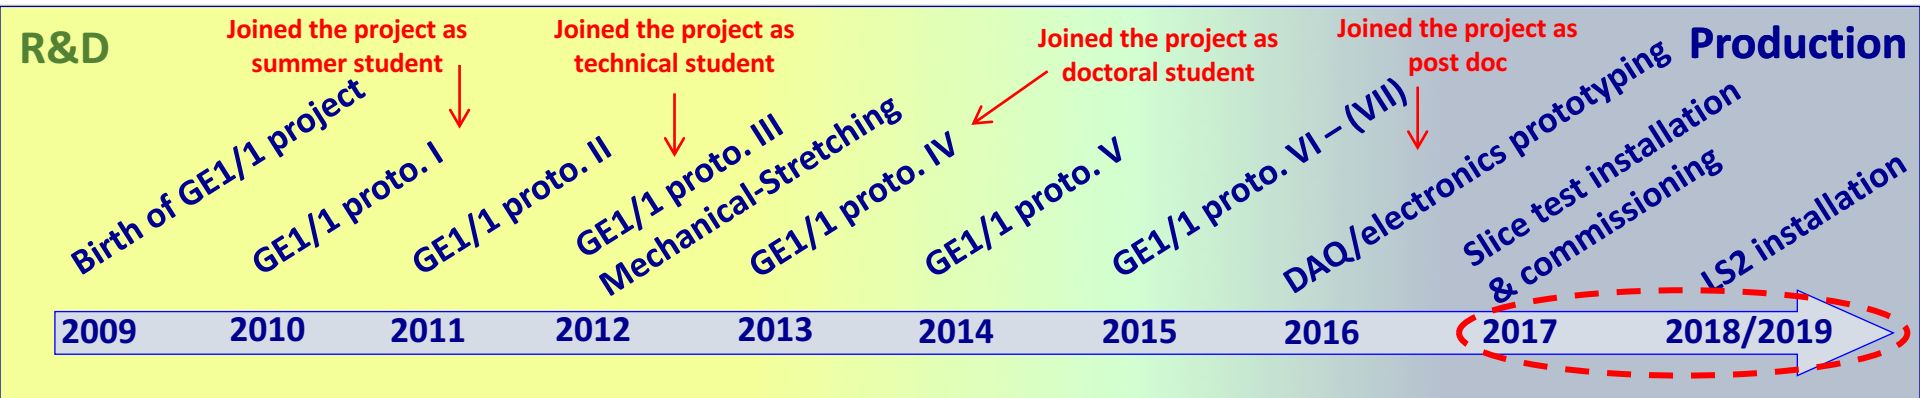 R&D
Production
Joined the project as
summer student
Joined the project as
technical student
Joined the project as
doctoral student
Joined the project as
post doc
Birth of GE1/1 project
GE1/1 proto. I
GE1/1 proto. II
GE1/1 proto. III
Mechanical-Stretching
GE1/1 proto. IV
GE1/1 proto. V
GE1/1 proto. VI – (VII)
DAQ/electronics prototyping
Slice test installation
& commissioning
LS2 installation
2009 2010 2011 2012 2013 2014 2015 2016 2017 2018/2019